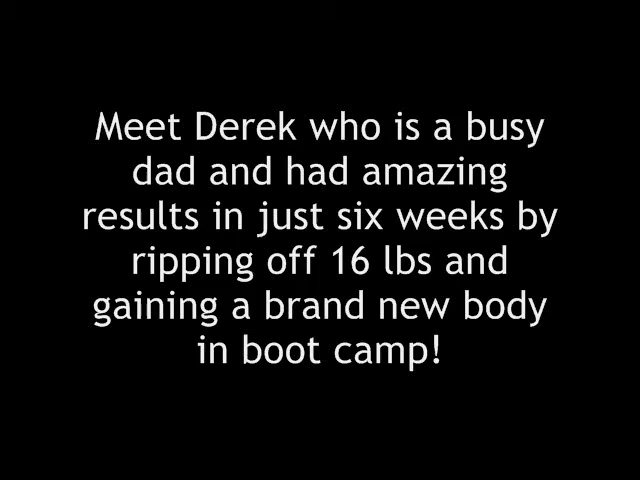 Meet Derek who is a busy
dad and had amazing
results in just six weeks by
ripping off 16 lbs and
gaining a brand new body
in boot camp!